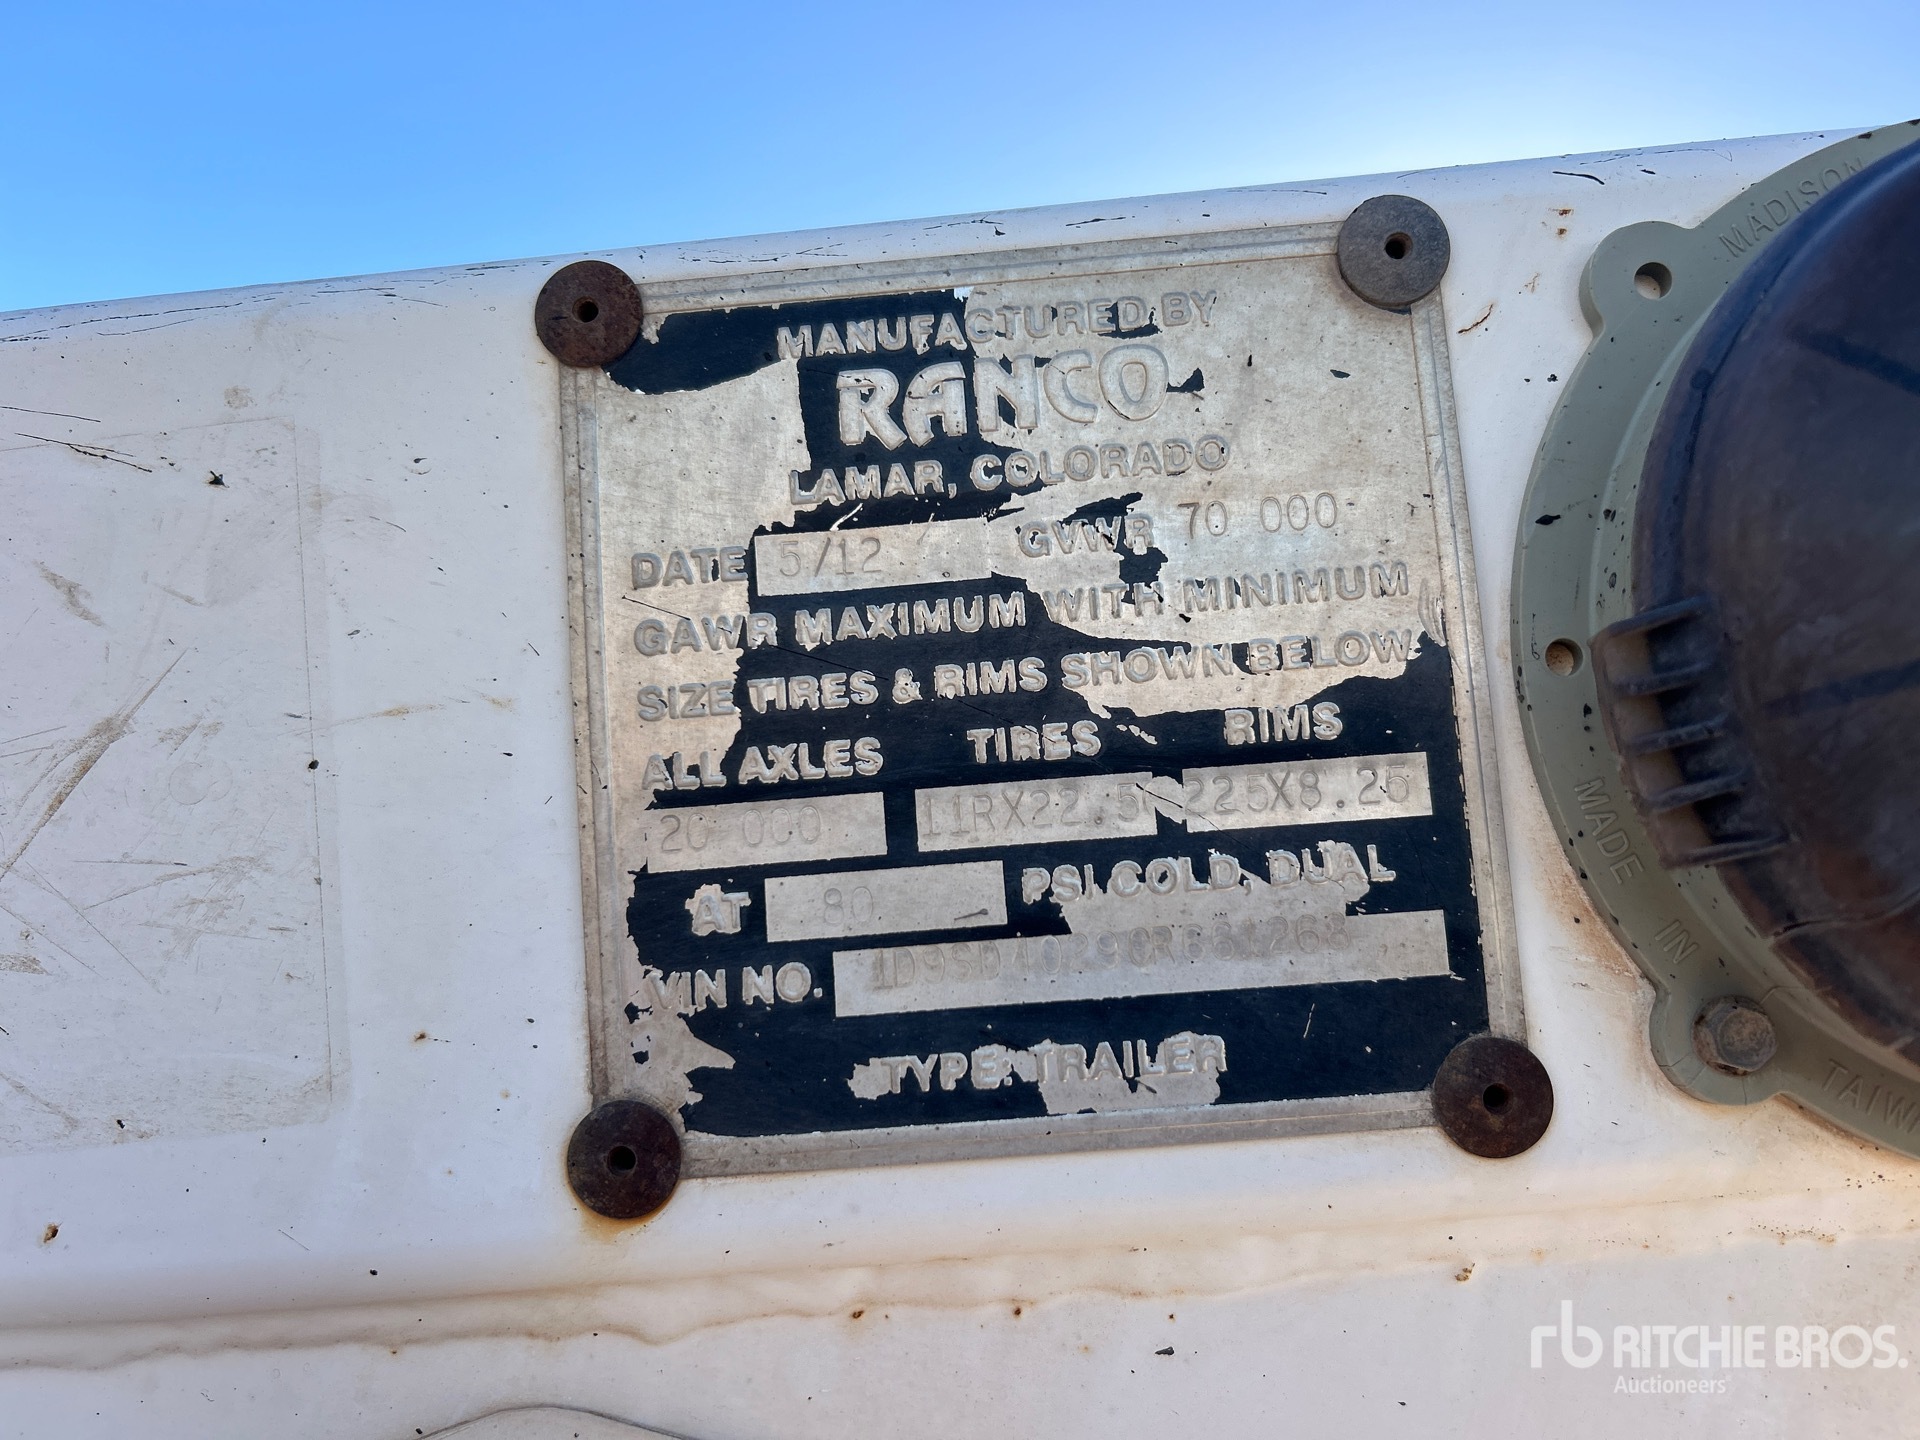 MANUFACTURED BY
RANCO
LAMAR, COLORADO
DATE 5/12 GVWR 70 000
GAWR MAXIMUM WITH MINIMUM
SIZE TIRES & RIMS SHOWN BELOW
ALL AXLES TIRES RIMS
20 000 11RX22.5 225X8.25
AT 80 PSI COLD, DUAL
VIN NO.
TYPE: TRAILER
MADISON
MADE IN
rb RITCHIE BROS.
Auctioneers